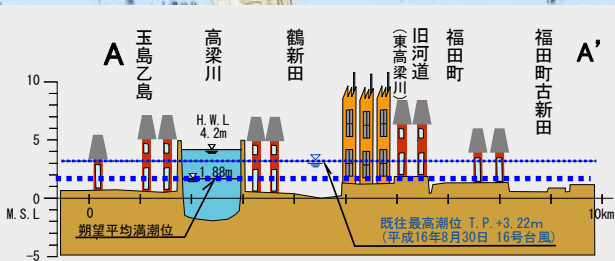 A
玉島乙島
高梁川
鶴新田
(東高梁川)
旧河道
福田町
福田町古新田
A'
H.W.L
4.2m
1.88m
10
5
0
M.S.L
-5
0
10km
朔望平均満潮位
既往最高潮位 T.P.+3.22m
(平成16年8月30日 16号台風)